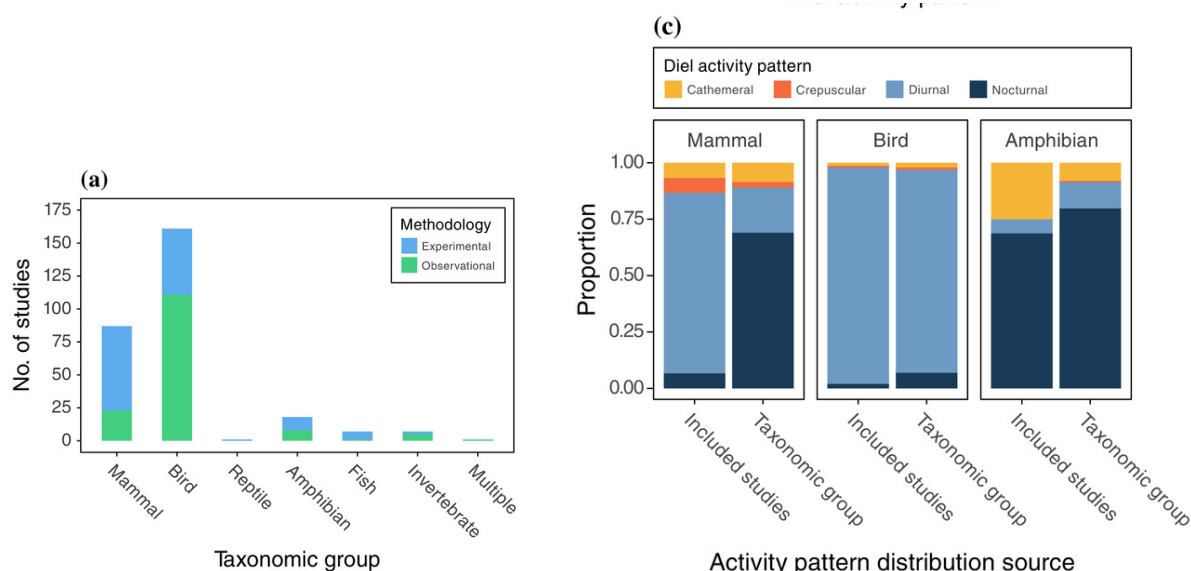 (a)
175
150
125
100
75
50
25
0
No. of studies
Methodology
Experimental
Observational
Mammal
Bird
Reptile
Amphibian
Fish
Invertebrate
Multiple
Taxonomic group
(c)
Diel activity pattern
Cathemeral
Crepuscular
Diurnal
Nocturnal
Mammal
Bird
Amphibian
1.00
0.75
0.50
0.25
0.00
Proportion
Included studies
Taxonomic group
Included studies
Taxonomic group
Included studies
Taxonomic group
Activity pattern distribution source